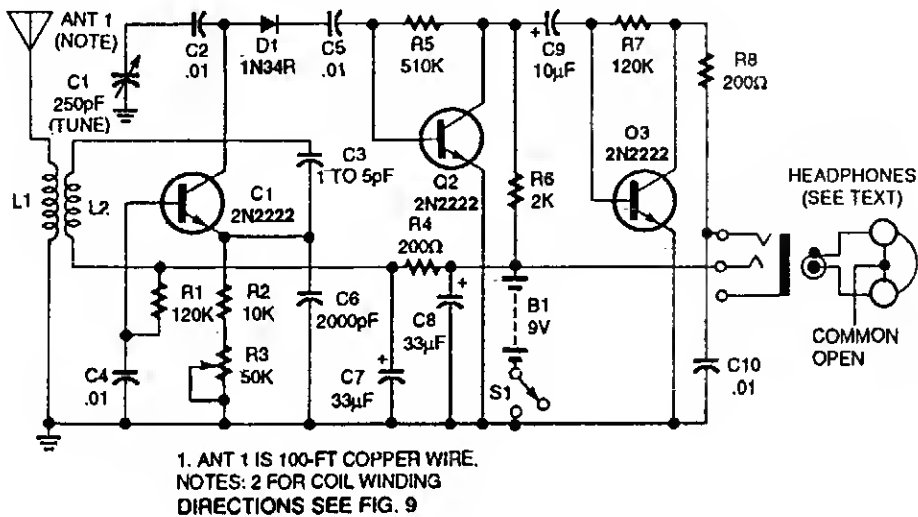 ANT 1
(NOTE)
C1
250pF
(TUNE)
C2
.01
D1
1N34R
C5
.01
R5
510K
C9
+
10µF
R7
120K
R8
200Ω
L1
L2
C3
1 TO 5pF
C1
2N2222
Q2
2N2222
R6
2K
O3
2N2222
HEADPHONES
(SEE TEXT)
R4
200Ω
R1
120K
R2
10K
C6
2000pF
+
C8
33µF
B1
9V
COMMON
OPEN
C4
.01
R3
50K
+
C7
33µF
S1
C10
.01
1. ANT 1 IS 100-FT COPPER WIRE.
NOTES: 2 FOR COIL WINDING
DIRECTIONS SEE FIG. 9